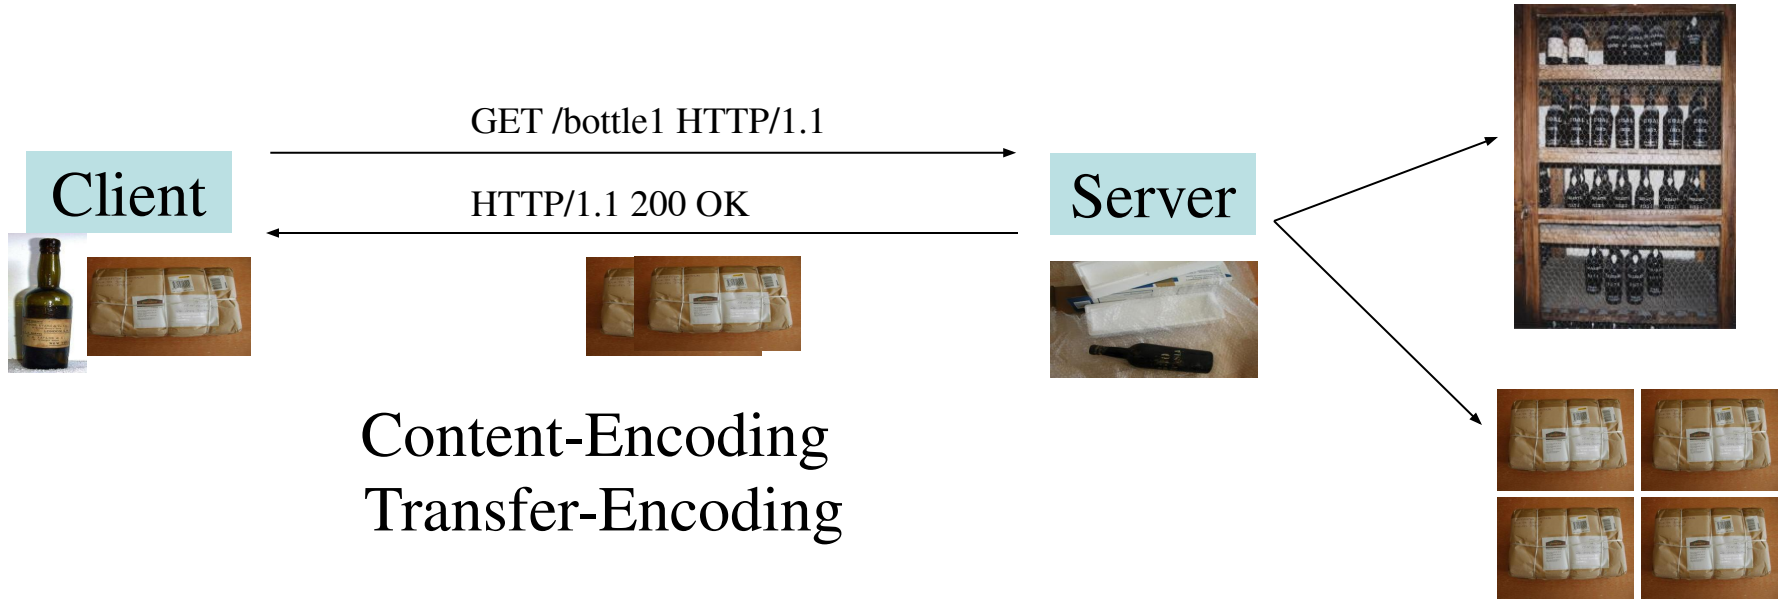 GET /bottle1 HTTP/1.1
Client
Server
HTTP/1.1 200 OK
Content-Encoding
Transfer-Encoding